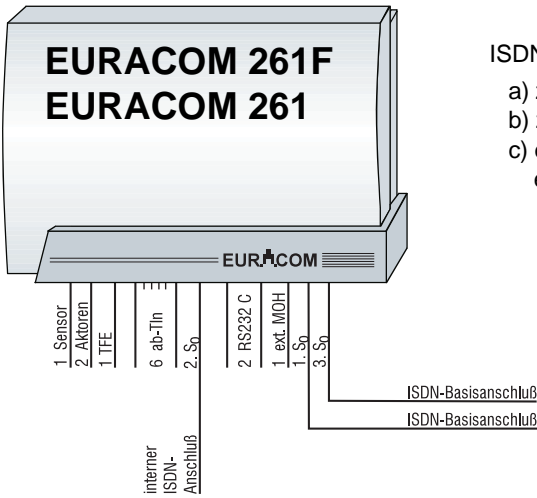 EURACOM 261F
EURACOM 261
a)
b)
c)
EURACOM
1 Sensor
2 Aktoren
1 TFE
6 ab-Tln
2. S0
2 RS232 C
1 ext. MOH
1. S0
3. S0
ISDN-Basisanschluß
ISDN-Basisanschluß
interner
ISDN-
Anschluß